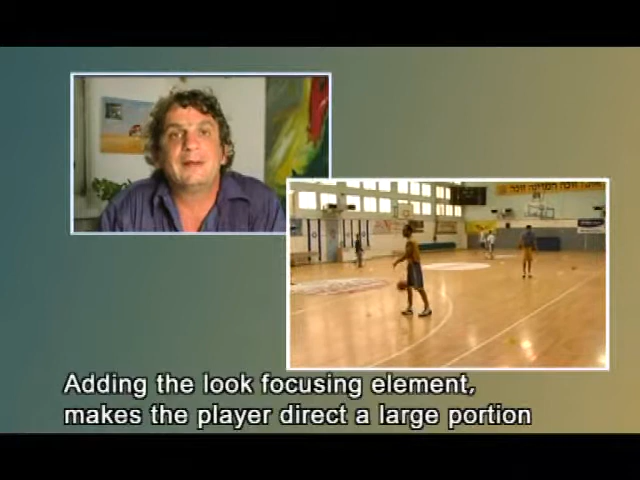 Adding the look focusing element,
makes the player direct a large portion